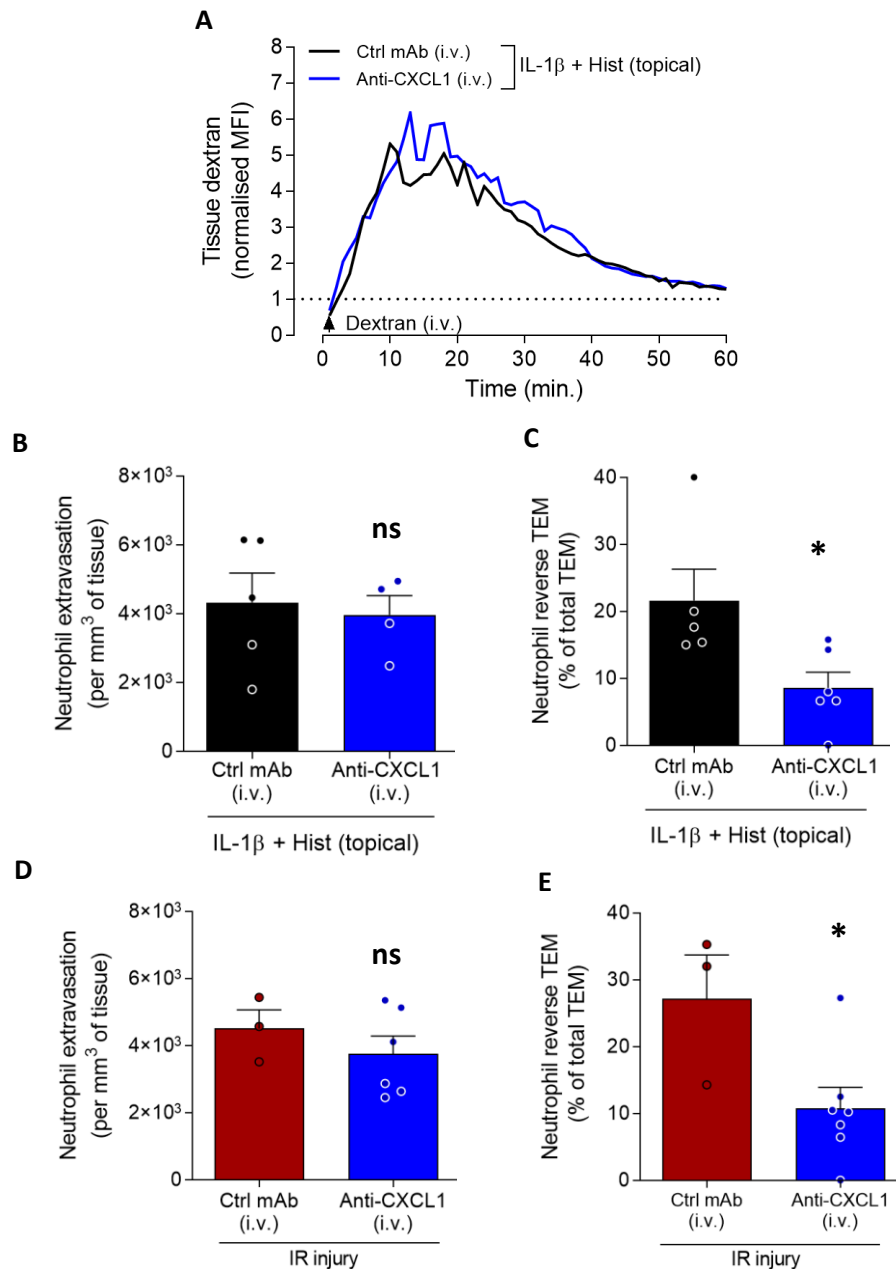 A
Tissue dextran
(normalised MFI)
8
7
6
5
4
3
2
1
0
Ctrl mAb (i.v.)
Anti-CXCL1 (i.v.)
IL-1β + Hist (topical)
Dextran (i.v.)
0 10 20 30 40 50 60
Time (min.)
B
Neutrophil extravasation
(per mm³ of tissue)
8×10³
6×10³
4×10³
2×10³
0
ns
Ctrl mAb Anti-CXCL1
(i.v.) (i.v.)
IL-1β + Hist (topical)
C
Neutrophil reverse TEM
(% of total TEM)
40
30
20
10
0
*
Ctrl mAb Anti-CXCL1
(i.v.) (i.v.)
IL-1β + Hist (topical)
D
Neutrophil extravasation
(per mm³ of tissue)
8×10³
6×10³
4×10³
2×10³
0
ns
Ctrl mAb Anti-CXCL1
(i.v.) (i.v.)
IR injury
E
Neutrophil reverse TEM
(% of total TEM)
40
30
20
10
0
*
Ctrl mAb Anti-CXCL1
(i.v.) (i.v.)
IR injury